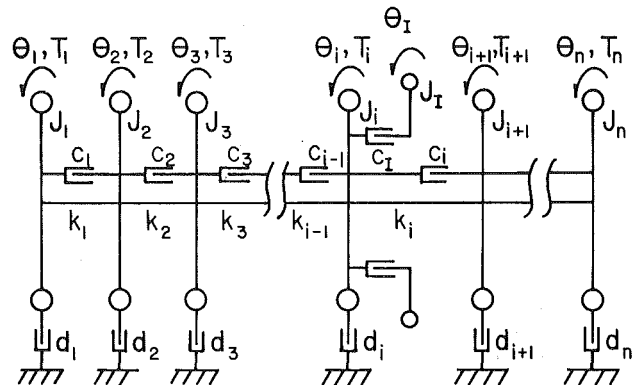 θI
θ1,T1 θ2,T2 θ3,T3 θi,Ti θi+1,Ti+1 θn,Tn
J1 J2 J3 Ji JI Ji+1 Jn
c1 c2 c3 ci-1 cI ci
k1 k2 k3 ki-1 ki
d1 d2 d3 di di+1 dn